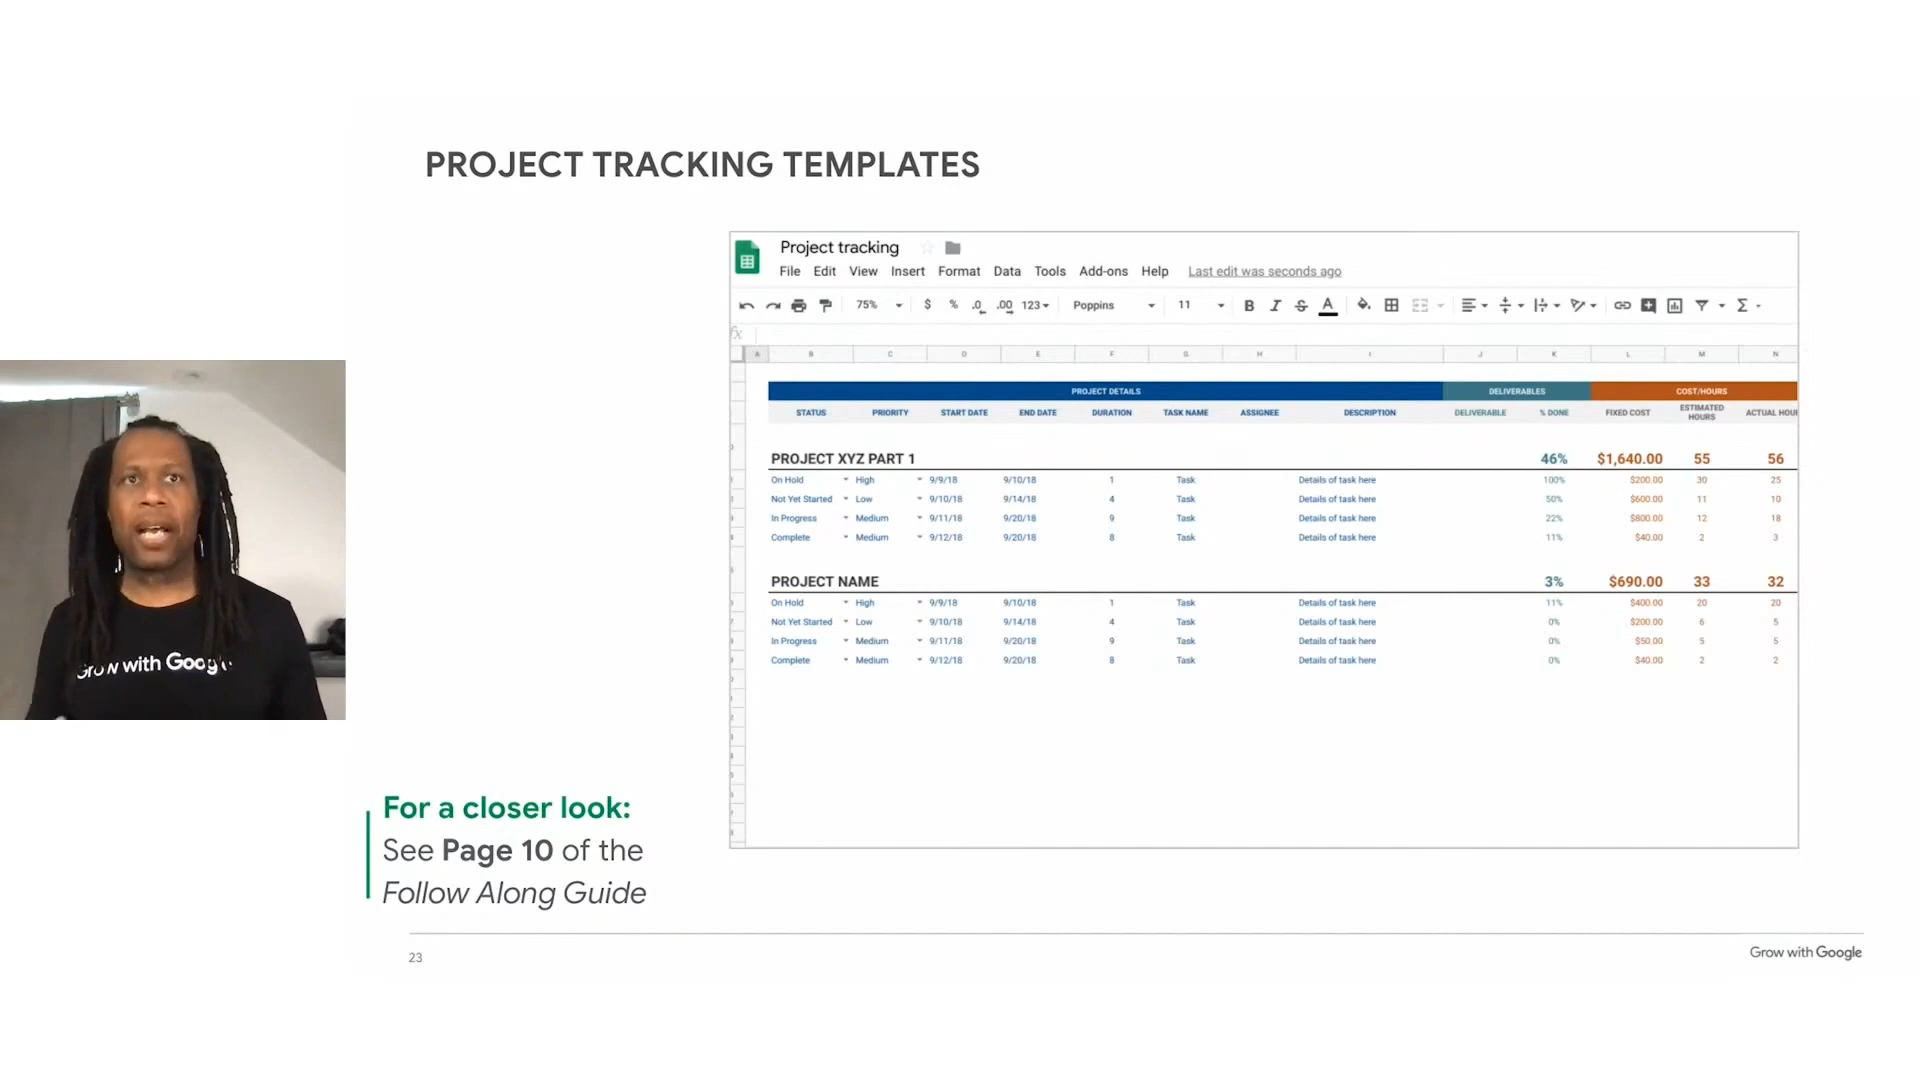 PROJECT TRACKING TEMPLATES
Project tracking
File Edit View Insert Format Data Tools Add-ons Help Last edit was seconds ago
75% $ % .0 .00 123 Poppins 11 B I S A Σ
fx
A B C D E F G H I J K L M N
PROJECT DETAILS DELIVERABLES COST/HOURS
STATUS PRIORITY START DATE END DATE DURATION TASK NAME ASSIGNEE DESCRIPTION DELIVERABLE % DONE FIXED COST ESTIMATED HOURS ACTUAL HOU
PROJECT XYZ PART 1 46% $1,640.00 55 56
On Hold High 9/9/18 9/10/18 1 Task Details of task here 100% $200.00 30 25
Not Yet Started Low 9/10/18 9/14/18 4 Task Details of task here 50% $600.00 11 10
In Progress Medium 9/11/18 9/20/18 9 Task Details of task here 22% $800.00 12 18
Complete Medium 9/12/18 9/20/18 8 Task Details of task here 11% $40.00 2 3
PROJECT NAME 3% $690.00 33 32
On Hold High 9/9/18 9/10/18 1 Task Details of task here 11% $400.00 20 20
Not Yet Started Low 9/10/18 9/14/18 4 Task Details of task here 0% $200.00 6 5
In Progress Medium 9/11/18 9/20/18 9 Task Details of task here 0% $50.00 5 5
Complete Medium 9/12/18 9/20/18 8 Task Details of task here 0% $40.00 2 2
Grow with Google
For a closer look:
See Page 10 of the
Follow Along Guide
23
Grow with Google